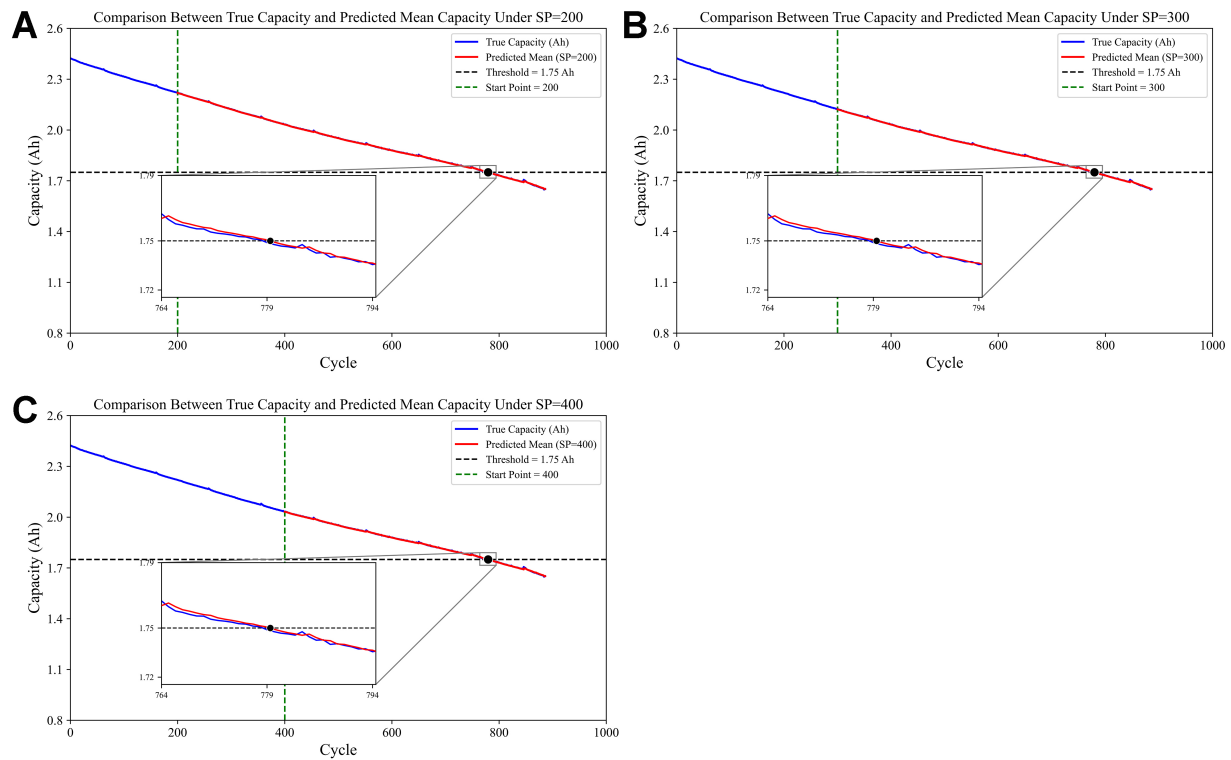 A
Comparison Between True Capacity and Predicted Mean Capacity Under SP=200
Capacity (Ah)
2.6
2.3
2.0
1.7
1.4
1.1
0.8
True Capacity (Ah)
Predicted Mean (SP=200)
Threshold = 1.75 Ah
Start Point = 200
1.79
1.75
1.72
764
779
794
0
200
400
600
800
1000
Cycle
B
Comparison Between True Capacity and Predicted Mean Capacity Under SP=300
Capacity (Ah)
2.6
2.3
2.0
1.7
1.4
1.1
0.8
True Capacity (Ah)
Predicted Mean (SP=300)
Threshold = 1.75 Ah
Start Point = 300
1.79
1.75
1.72
764
779
794
0
200
400
600
800
1000
Cycle
C
Comparison Between True Capacity and Predicted Mean Capacity Under SP=400
Capacity (Ah)
2.6
2.3
2.0
1.7
1.4
1.1
0.8
True Capacity (Ah)
Predicted Mean (SP=400)
Threshold = 1.75 Ah
Start Point = 400
1.79
1.75
1.72
764
779
794
0
200
400
600
800
1000
Cycle